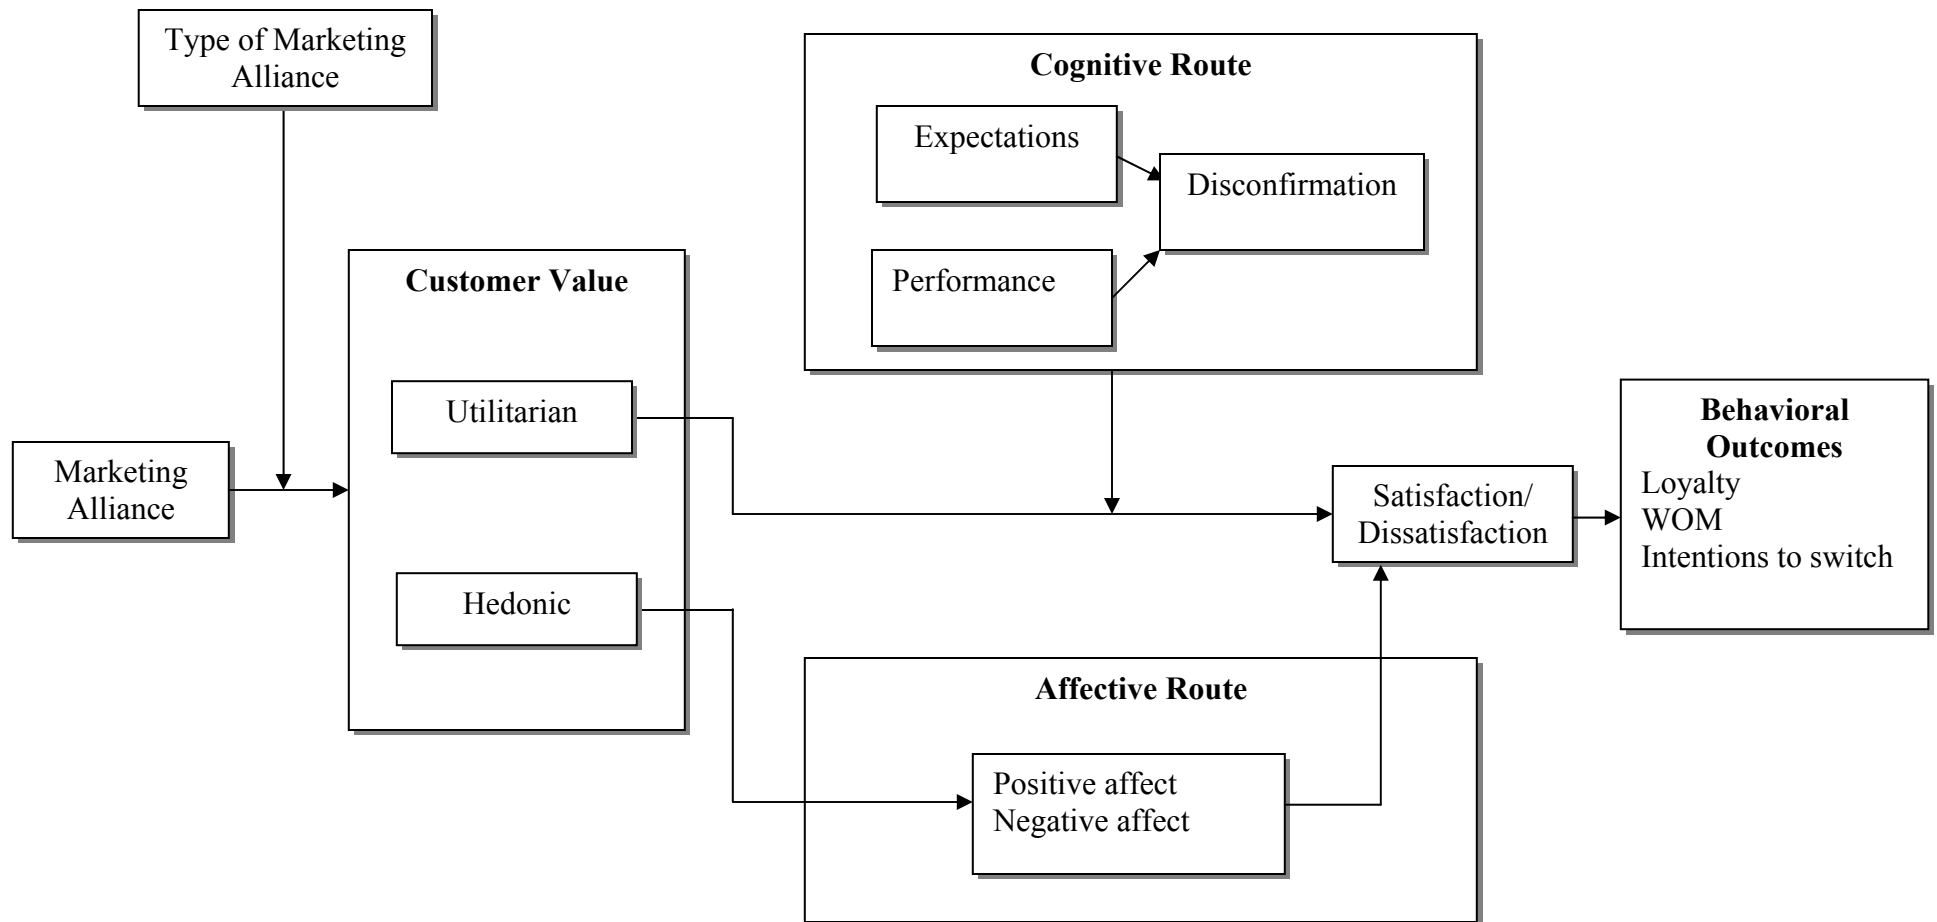 Type of Marketing
Alliance
Cognitive Route
Expectations
Disconfirmation
Performance
Customer Value
Utilitarian
Hedonic
Marketing
Alliance
Satisfaction/
Dissatisfaction
Behavioral
Outcomes
Loyalty
WOM
Intentions to switch
Affective Route
Positive affect
Negative affect